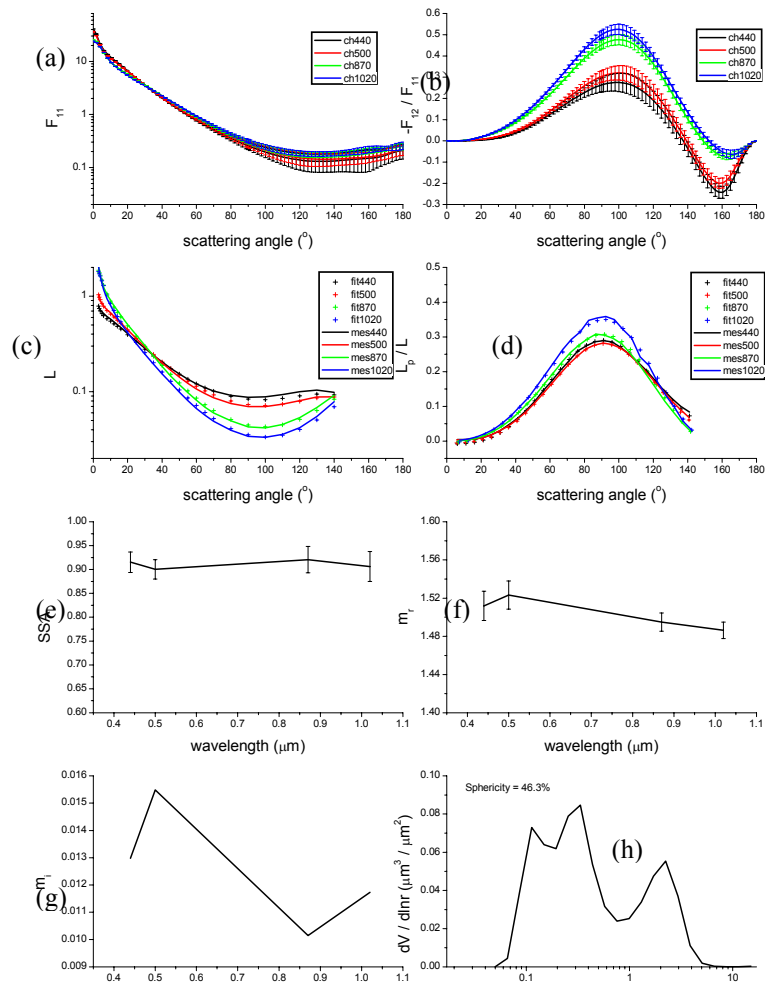 (a)
ch440
ch500
ch870
ch1020
10
1
0.1
F11
0 20 40 60 80 100 120 140 160 180
scattering angle (°)
(b)
ch440
ch500
ch870
ch1020
0.6
0.5
0.4
0.3
0.2
0.1
0.0
-0.1
-0.2
-0.3
-F12 / F11
0 20 40 60 80 100 120 140 160 180
scattering angle (°)
(c)
fit440
fit500
fit870
fit1020
mes440
mes500
mes870
mes1020
1
0.1
L
0 20 40 60 80 100 120 140 160 180
scattering angle (°)
(d)
fit440
fit500
fit870
fit1020
mes440
mes500
mes870
mes1020
0.5
0.4
0.3
0.2
0.1
0.0
Lp / L
0 20 40 60 80 100 120 140 160 180
scattering angle (°)
(e)
1.00
0.95
0.90
0.85
0.80
0.75
0.70
0.65
0.60
SSA
0.4 0.5 0.6 0.7 0.8 0.9 1.0 1.1
wavelength (μm)
(f)
1.60
1.56
1.52
1.48
1.44
1.40
mr
0.4 0.5 0.6 0.7 0.8 0.9 1.0 1.1
wavelength (μm)
(g)
0.016
0.015
0.014
0.013
0.012
0.011
0.010
0.009
mi
0.4 0.5 0.6 0.7 0.8 0.9 1.0 1.1
(h)
Sphericity = 46.3%
0.10
0.08
0.06
0.04
0.02
0.00
dV / dlnr (μm³ / μm²)
0.1 1 10